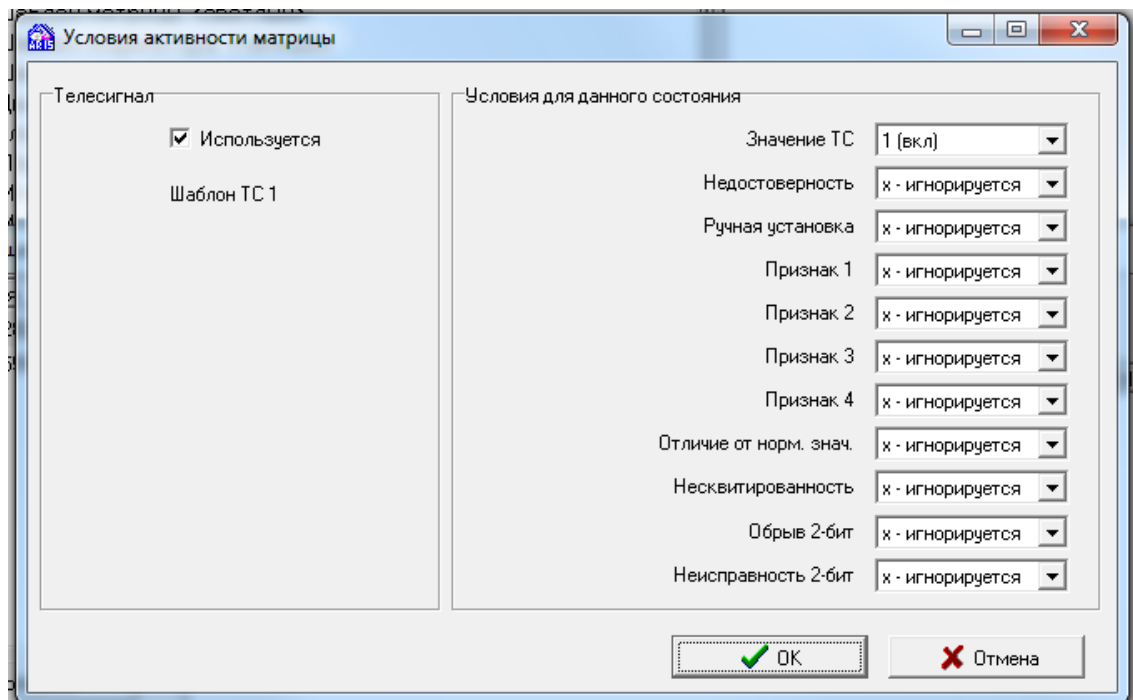 Условия активности матрицы
Телесигнал
Используется
Шаблон ТС 1
Условия для данного состояния
Значение ТС 1 (вкл)
Недостоверность х - игнорируется
Ручная установка х - игнорируется
Признак 1 х - игнорируется
Признак 2 х - игнорируется
Признак 3 х - игнорируется
Признак 4 х - игнорируется
Отличие от норм. знач. х - игнорируется
Несквитированность х - игнорируется
Обрыв 2-бит х - игнорируется
Неисправность 2-бит х - игнорируется
OK Отмена